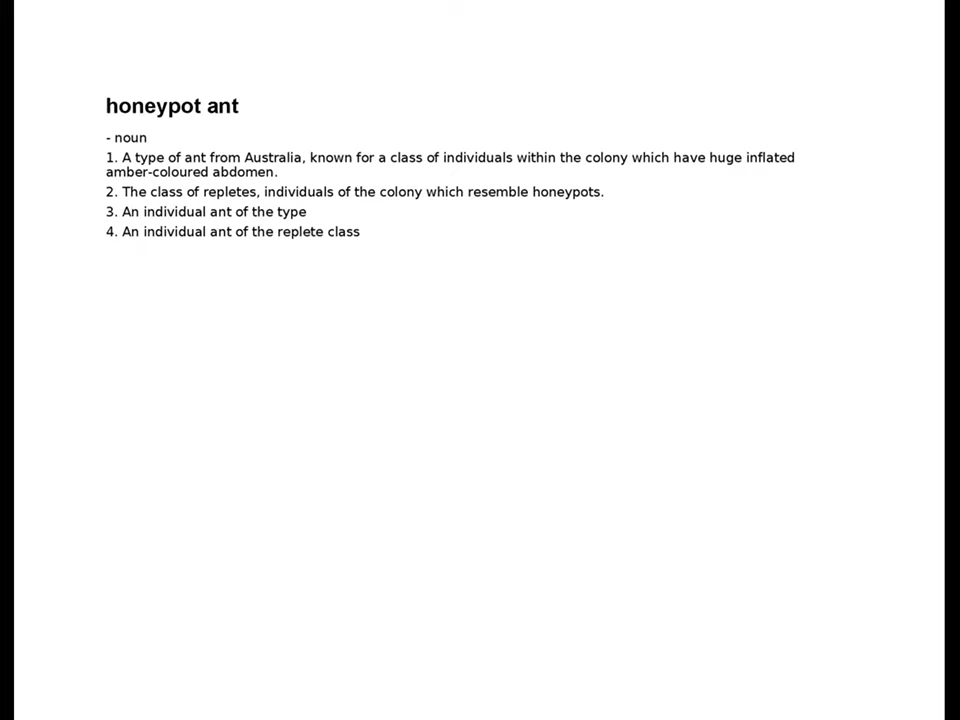 honeypot ant
- noun
1. A type of ant from Australia, known for a class of individuals within the colony which have huge inflated
amber-coloured abdomen.
2. The class of repletes, individuals of the colony which resemble honeypots.
3. An individual ant of the type
4. An individual ant of the replete class